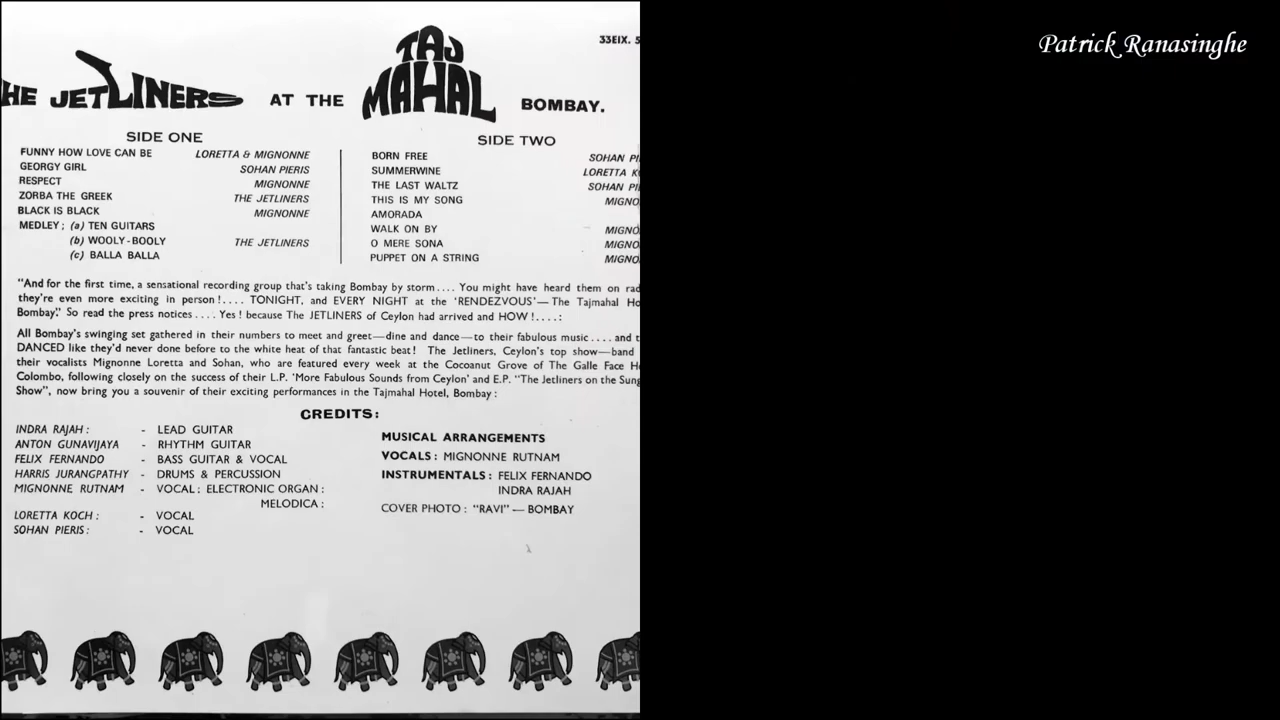 Patrick Ranasinghe
33EIX.
HE JETLINERS AT THE TAJ MAHAL BOMBAY.
SIDE ONE
FUNNY HOW LOVE CAN BE LORETTA & MIGNONNE
GEORGY GIRL SOHAN PIERIS
RESPECT MIGNONNE
ZORBA THE GREEK THE JETLINERS
BLACK IS BLACK MIGNONNE
MEDLEY; (a) TEN GUITARS
(b) WOOLY-BOOLY THE JETLINERS
(c) BALLA BALLA
SIDE TWO
BORN FREE SOHAN PI
SUMMERWINE LORETTA K
THE LAST WALTZ SOHAN PI
THIS IS MY SONG MIGNO
AMORADA
WALK ON BY MIGNO
O MERE SONA MIGNO
PUPPET ON A STRING MIGNO
"And for the first time, a sensational recording group that's taking Bombay by storm.... You might have heard them on rad
they're even more exciting in person!.... TONIGHT, and EVERY NIGHT at the 'RENDEZVOUS'—The Tajmahal Ho
Bombay." So read the press notices.... Yes! because The JETLINERS of Ceylon had arrived and HOW!....:
All Bombay's swinging set gathered in their numbers to meet and greet—dine and dance—to their fabulous music....and t
DANCED like they'd never done before to the white heat of that fantastic beat! The Jetliners, Ceylon's top show—band
their vocalists Mignonne Loretta and Sohan, who are featured every week at the Cocoanut Grove of The Galle Face H
Colombo, following closely on the success of their L.P. 'More Fabulous Sounds from Ceylon' and E.P. "The Jetliners on the Sung
Show", now bring you a souvenir of their exciting performances in the Tajmahal Hotel, Bombay:
CREDITS:
INDRA RAJAH: - LEAD GUITAR
ANTON GUNAVIJAYA - RHYTHM GUITAR
FELIX FERNANDO - BASS GUITAR & VOCAL
HARRIS JURANGPATHY - DRUMS & PERCUSSION
MIGNONNE RUTNAM - VOCAL; ELECTRONIC ORGAN:
MELODICA:
LORETTA KOCH: - VOCAL
SOHAN PIERIS: - VOCAL
MUSICAL ARRANGEMENTS
VOCALS: MIGNONNE RUTNAM
INSTRUMENTALS: FELIX FERNANDO
INDRA RAJAH
COVER PHOTO: "RAVI"—BOMBAY